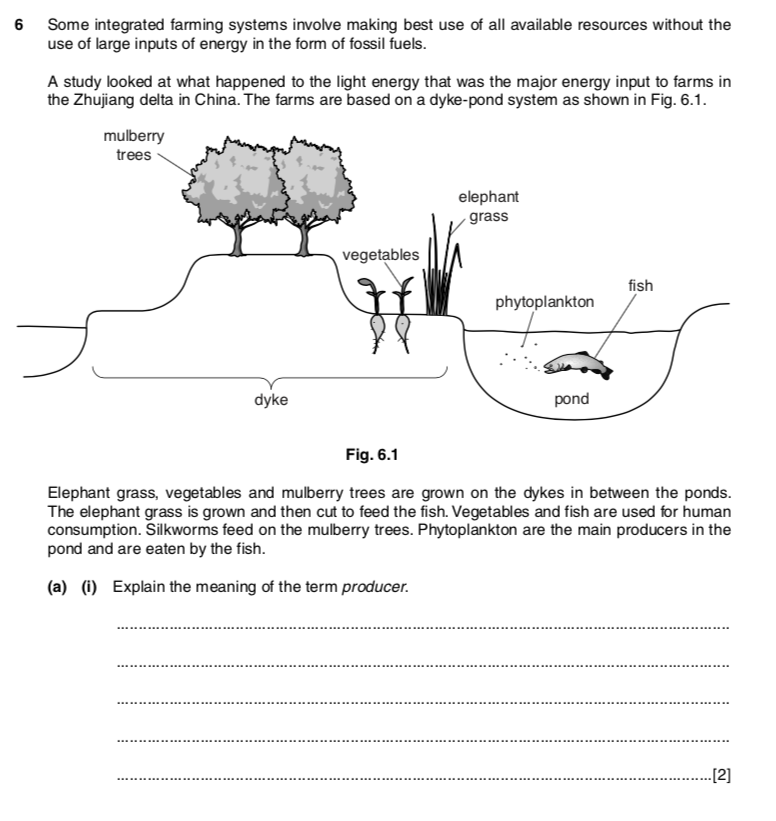 6 Some integrated farming systems involve making best use of all available resources without the
use of large inputs of energy in the form of fossil fuels.
A study looked at what happened to the light energy that was the major energy input to farms in
the Zhujiang delta in China. The farms are based on a dyke-pond system as shown in Fig. 6.1.
mulberry
trees
elephant
grass
vegetables
fish
phytoplankton
dyke
pond
Fig. 6.1
Elephant grass, vegetables and mulberry trees are grown on the dykes in between the ponds.
The elephant grass is grown and then cut to feed the fish. Vegetables and fish are used for human
consumption. Silkworms feed on the mulberry trees. Phytoplankton are the main producers in the
pond and are eaten by the fish.
(a) (i) Explain the meaning of the term producer.
[2]